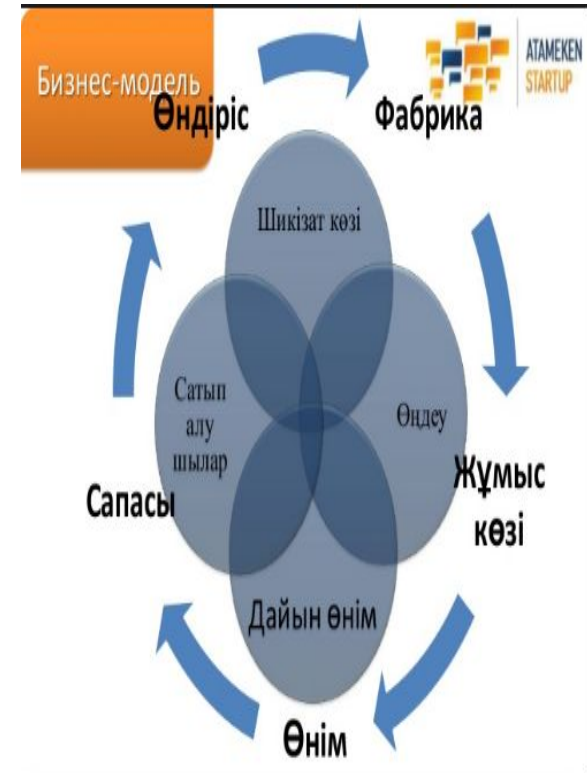 Бизнес-модель
ATAMEKEN
STARTUP
Өндіріс
Фабрика
Шикізат көзі
Сатып
алу
шылар
Өңдеу
Жұмыс
көзі
Сапасы
Дайын өнім
Өнім